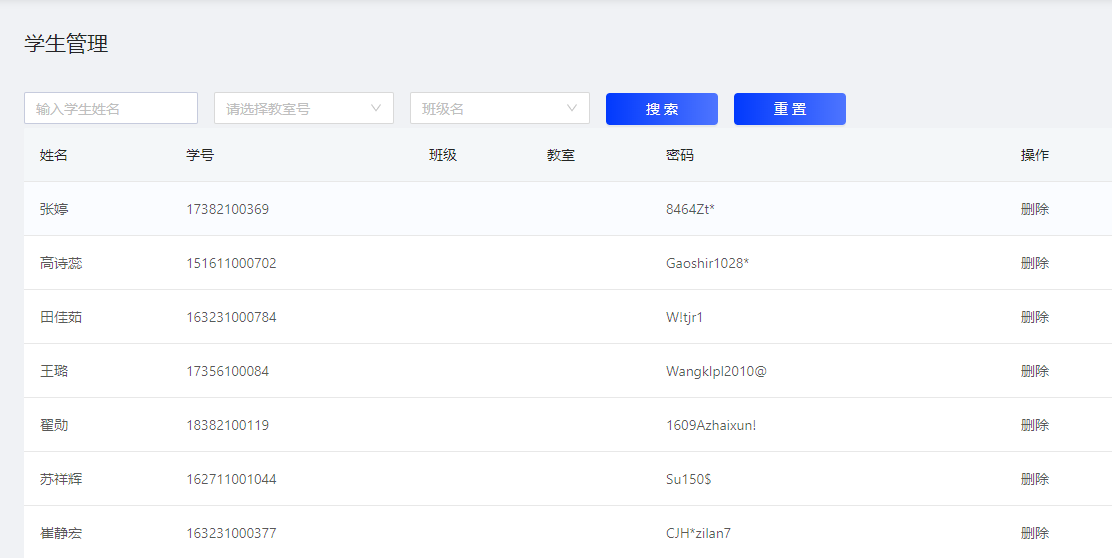 学生管理
输入学生姓名 请选择教室号 班级名 搜索 重置
姓名 学号 班级 教室 密码 操作
张婷 17382100369 8464Zt* 删除
高诗蕊 151611000702 Gaoshir1028* 删除
田佳茹 163231000784 W!tjr1 删除
王璐 17356100084 Wangklpl2010@ 删除
翟勋 18382100119 1609Azhaixun! 删除
苏祥辉 162711001044 Su150$ 删除
崔静宏 163231000377 CJH*zilan7 删除